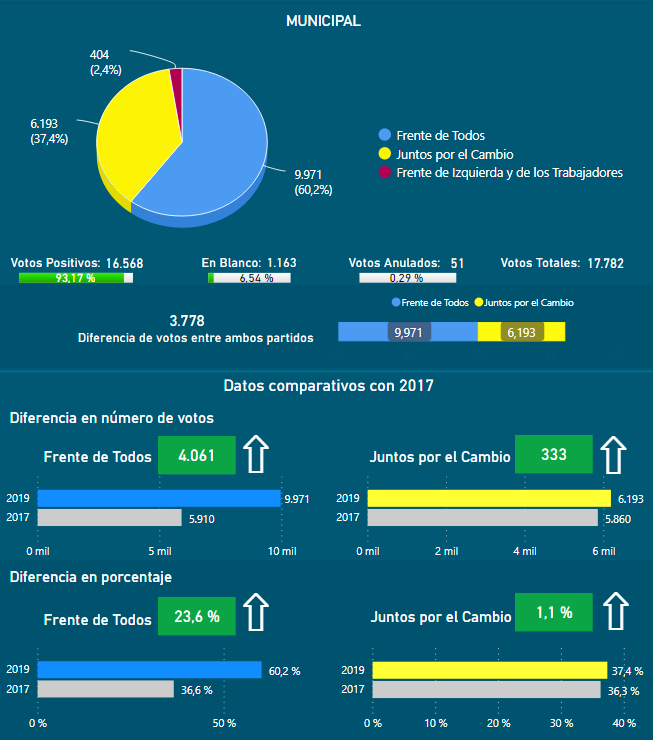 MUNICIPAL
404
(2,4%)
6.193
(37,4%)
9.971
(60,2%)
Frente de Todos
Juntos por el Cambio
Frente de Izquierda y de los Trabajadores
Votos Positivos: 16.568
93,17 %
En Blanco: 1.163
6,54 %
Votos Anulados: 51
0,29 %
Votos Totales: 17.782
3.778
Diferencia de votos entre ambos partidos
Frente de Todos Juntos por el Cambio
9,971 6,193
Datos comparativos con 2017
Diferencia en número de votos
Frente de Todos 4.061
2019 9.971
2017 5.910
0 mil 5 mil 10 mil
Juntos por el Cambio 333
2019 6.193
2017 5.860
0 mil 2 mil 4 mil 6 mil
Diferencia en porcentaje
Frente de Todos 23,6 %
2019 60,2 %
2017 36,6 %
0 % 50 %
Juntos por el Cambio 1,1 %
2019 37,4 %
2017 36,3 %
0 % 10 % 20 % 30 % 40 %